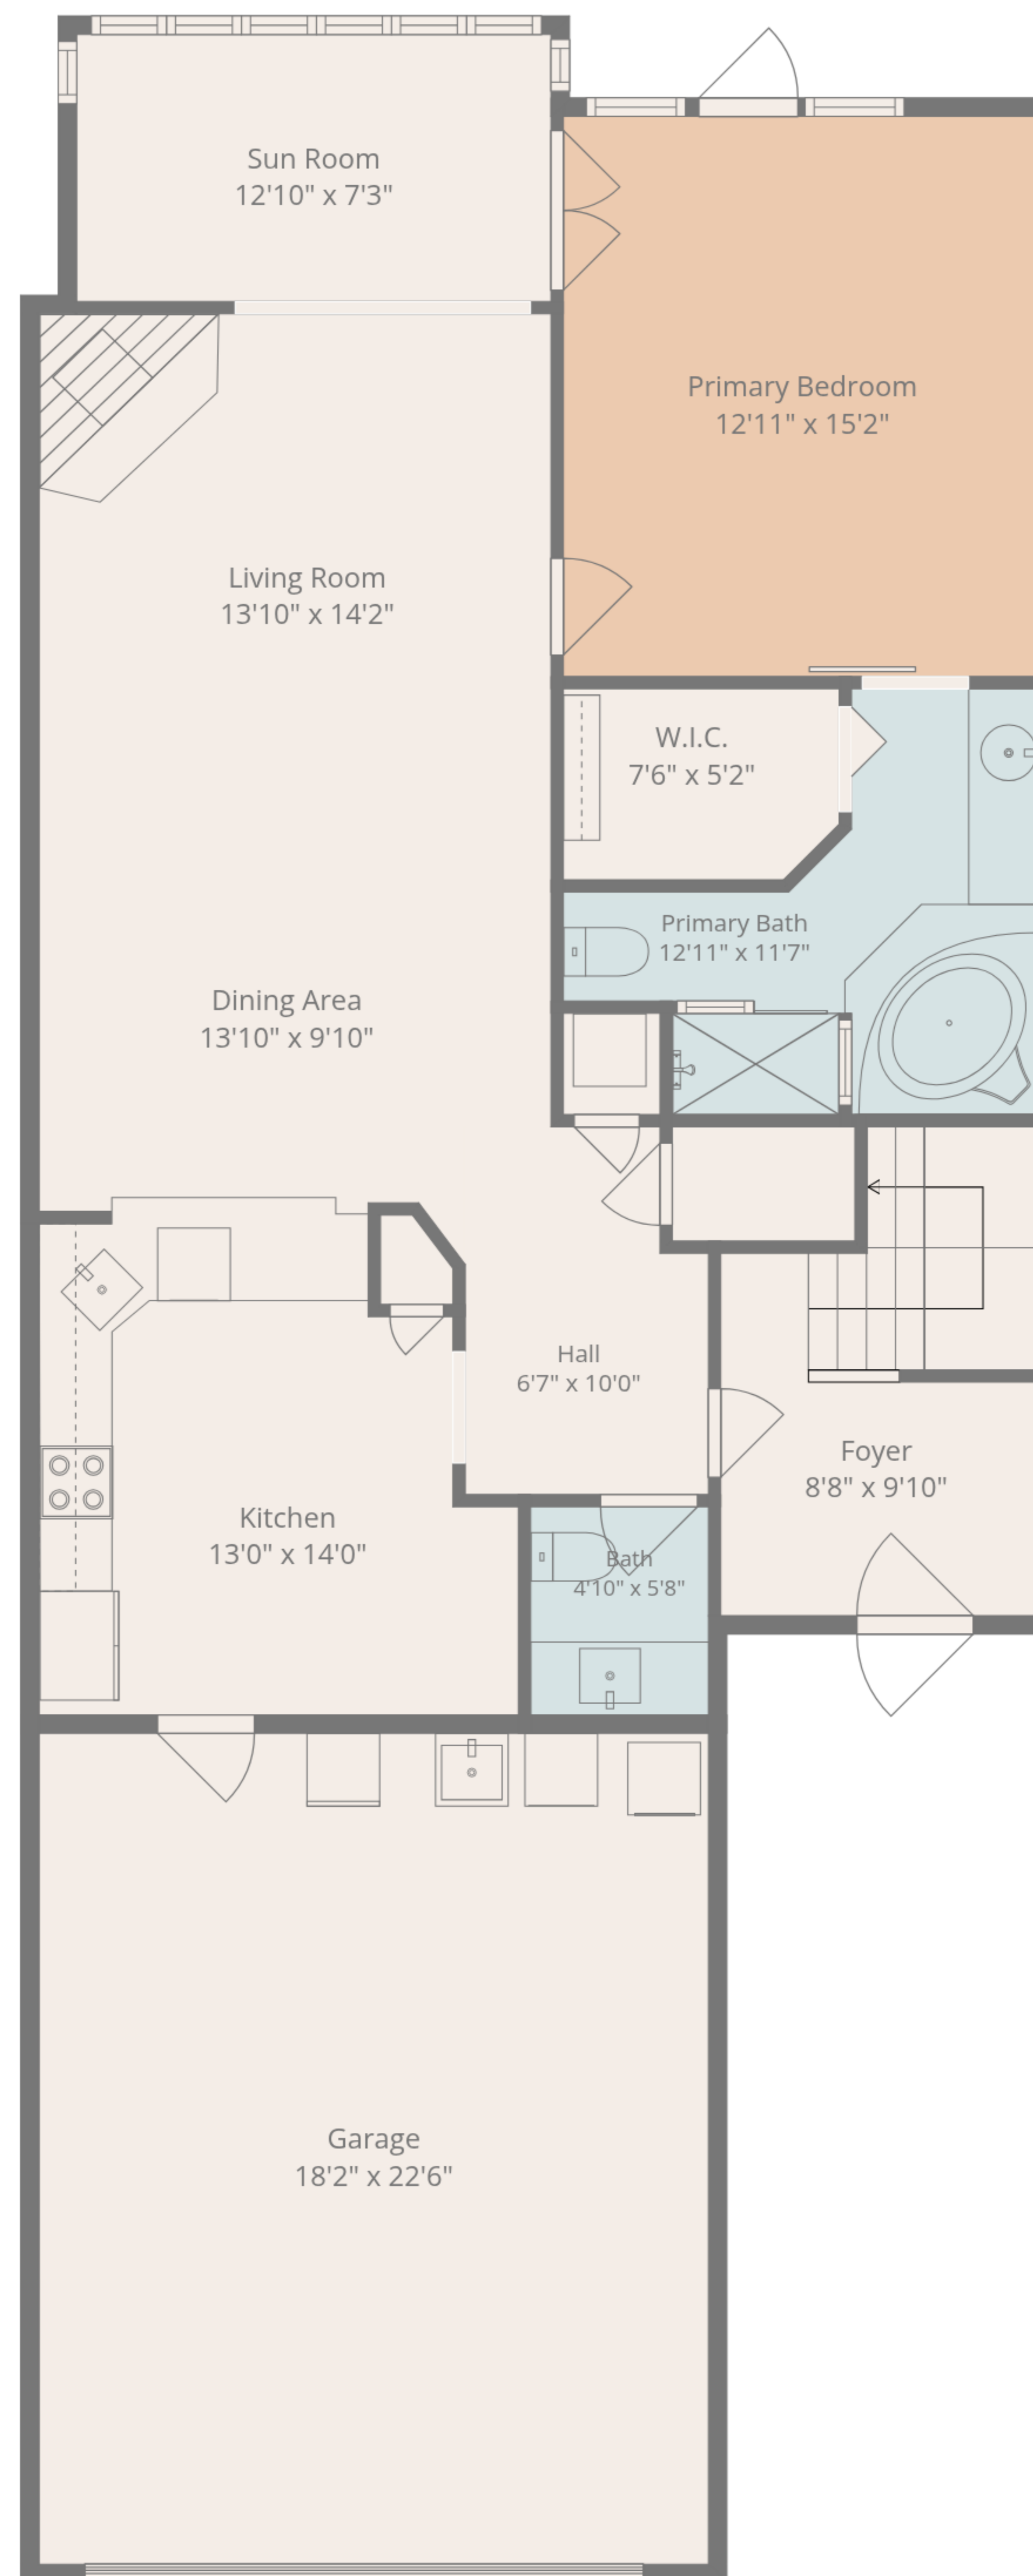 Sun Room
12'10" x 7'3"
Primary Bedroom
12'11" x 15'2"
Living Room
13'10" x 14'2"
W.I.C.
7'6" x 5'2"
Primary Bath
12'11" x 11'7"
Dining Area
13'10" x 9'10"
Hall
6'7" x 10'0"
Foyer
8'8" x 9'10"
Kitchen
13'0" x 14'0"
Bath
4'10" x 5'8"
Garage
18'2" x 22'6"